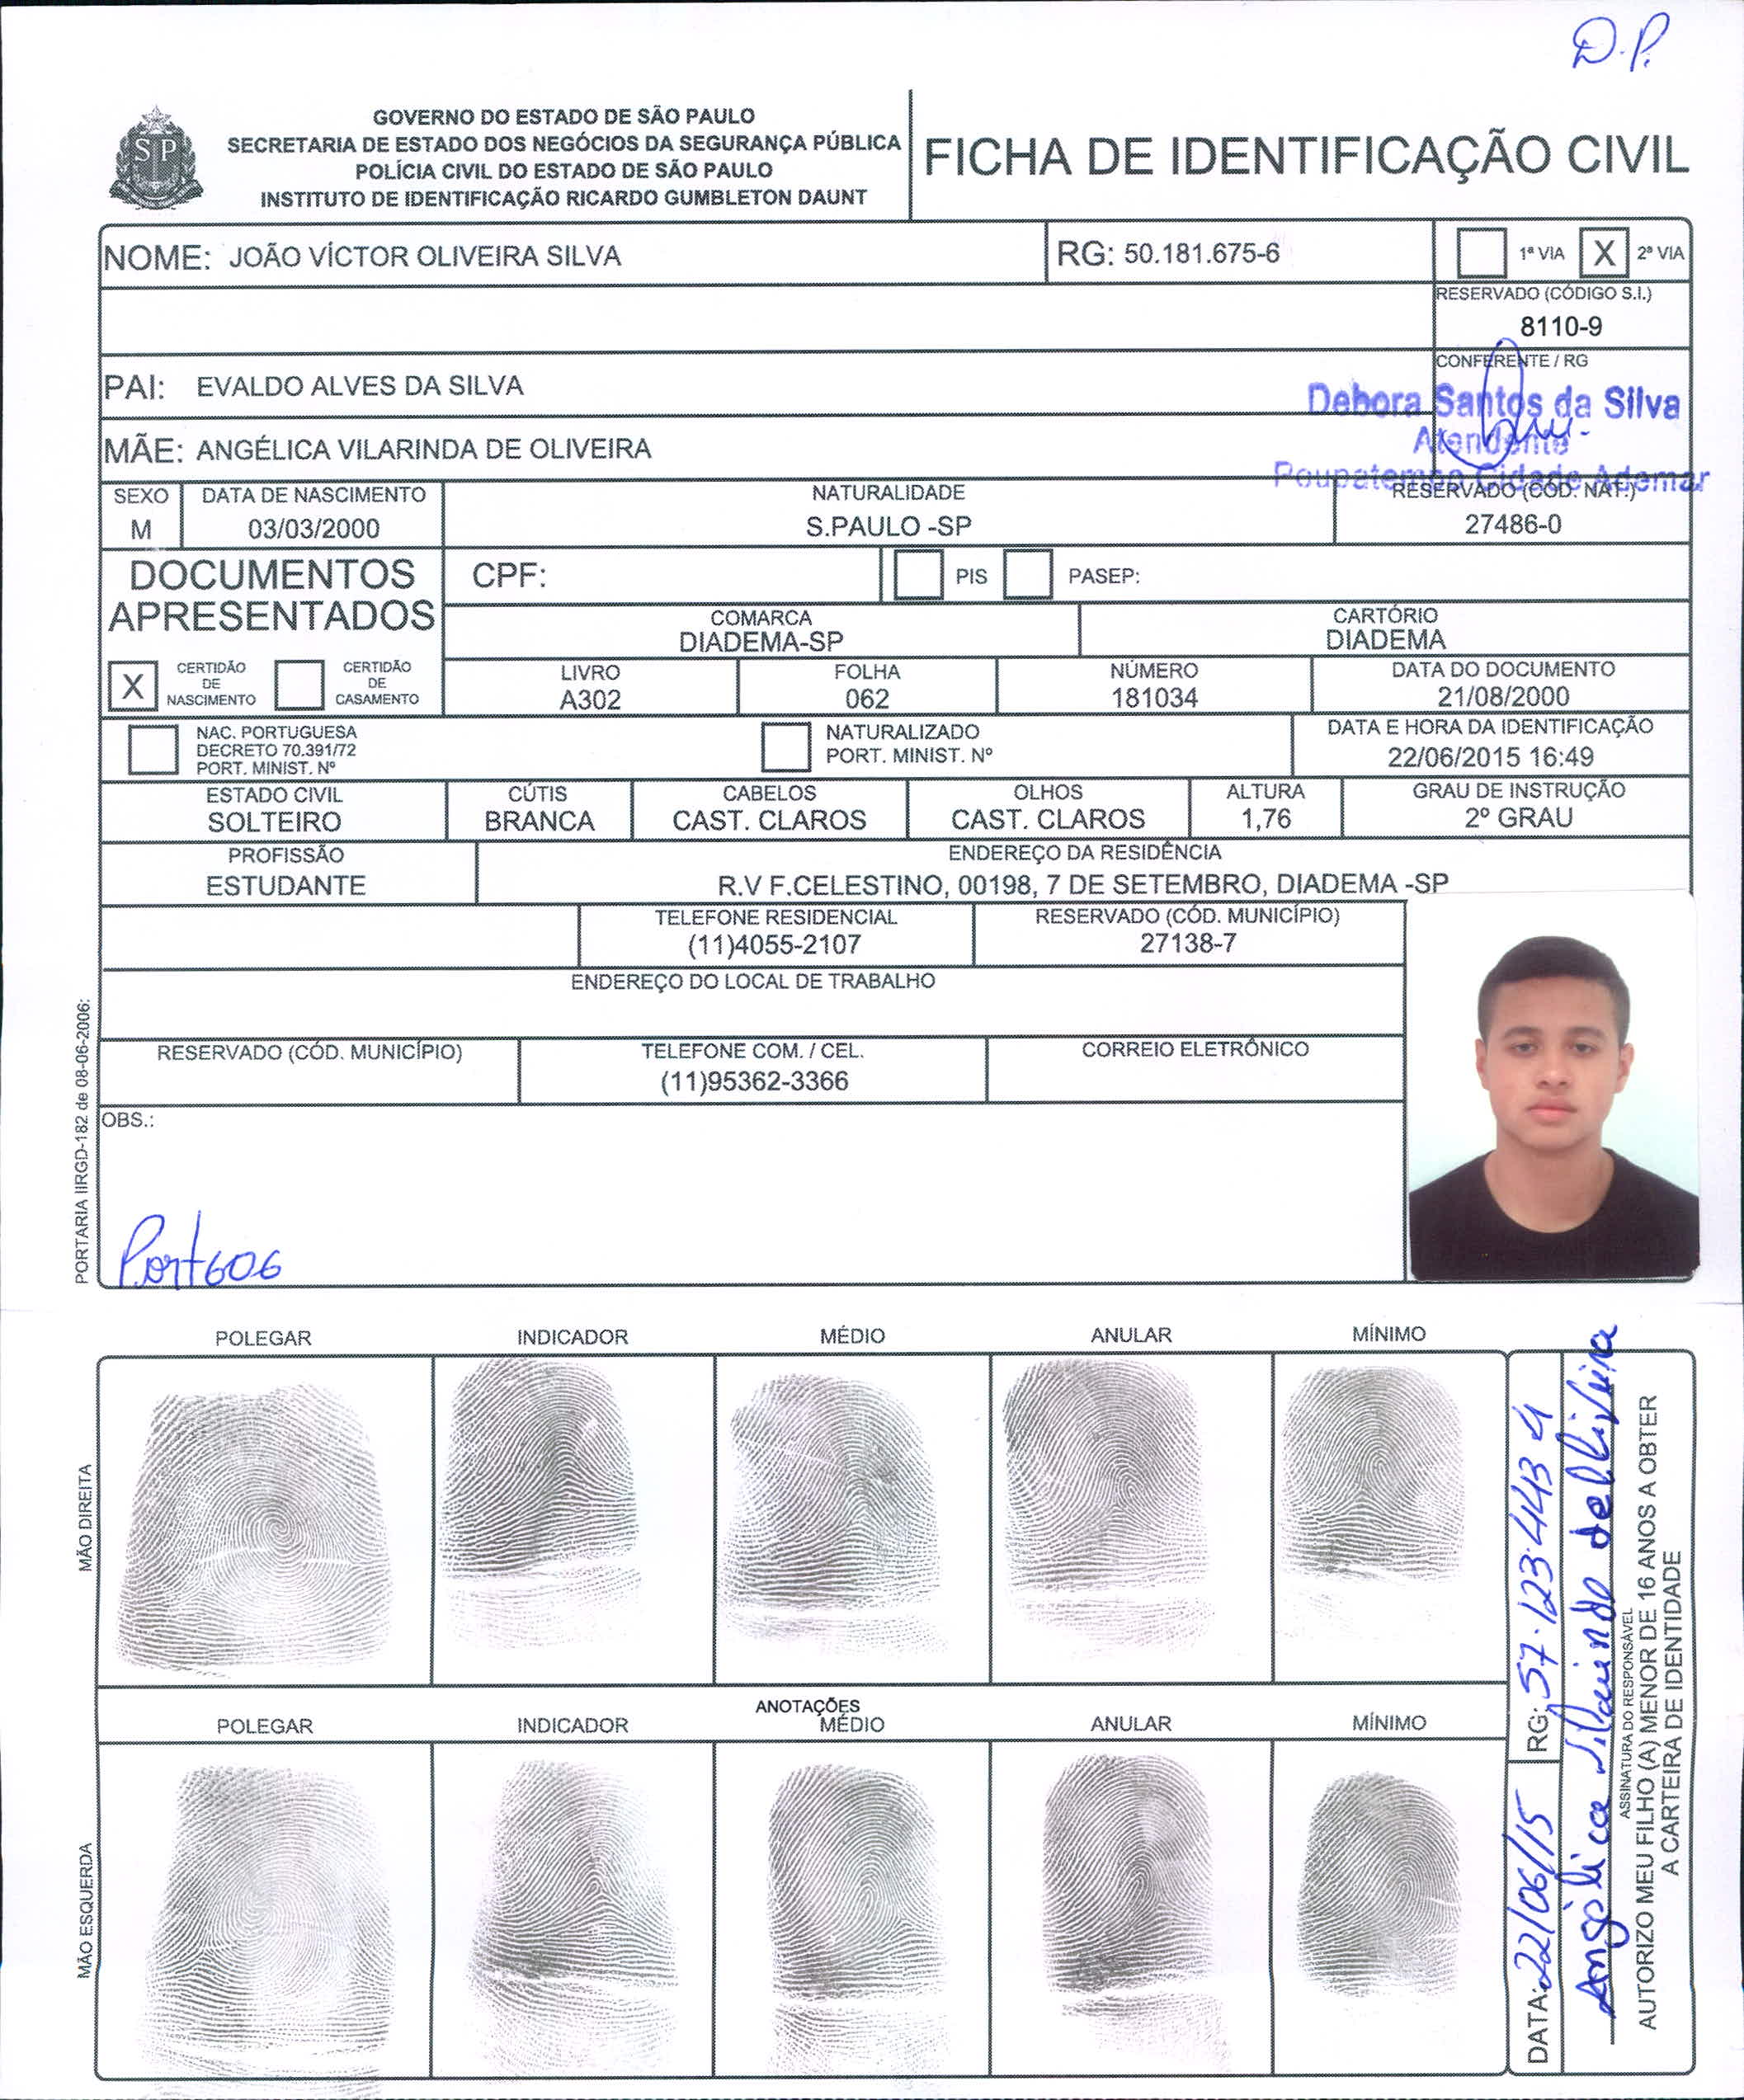 D.P.
GOVERNO DO ESTADO DE SÃO PAULO
SECRETARIA DE ESTADO DOS NEGÓCIOS DA SEGURANÇA PÚBLICA
POLÍCIA CIVIL DO ESTADO DE SÃO PAULO
INSTITUTO DE IDENTIFICAÇÃO RICARDO GUMBLETON DAUNT
SP
FICHA DE IDENTIFICAÇÃO CIVIL
NOME: JOÃO VÍCTOR OLIVEIRA SILVA
RG: 50.181.675-6
1ª VIA X 2ª VIA
RESERVADO (CÓDIGO S.I.)
8110-9
PAI: EVALDO ALVES DA SILVA
CONFERENTE / RG
Debora Santos da Silva
Atendente
Poupatempo Cidade Ademar
MÃE: ANGÉLICA VILARINDA DE OLIVEIRA
SEXO
M
DATA DE NASCIMENTO
03/03/2000
NATURALIDADE
S.PAULO -SP
RESERVADO (CÓD. NAT.)
27486-0
DOCUMENTOS
APRESENTADOS
CPF:
PIS
PASEP:
COMARCA
DIADEMA-SP
CARTÓRIO
DIADEMA
X CERTIDÃO
DE
NASCIMENTO
CERTIDÃO
DE
CASAMENTO
LIVRO
A302
FOLHA
062
NÚMERO
181034
DATA DO DOCUMENTO
21/08/2000
NAC. PORTUGUESA
DECRETO 70.391/72
PORT. MINIST. Nº
NATURALIZADO
PORT. MINIST. Nº
DATA E HORA DA IDENTIFICAÇÃO
22/06/2015 16:49
ESTADO CIVIL
SOLTEIRO
CÚTIS
BRANCA
CABELOS
CAST. CLAROS
OLHOS
CAST. CLAROS
ALTURA
1,76
GRAU DE INSTRUÇÃO
2º GRAU
PROFISSÃO
ESTUDANTE
ENDEREÇO DA RESIDÊNCIA
R.V F.CELESTINO, 00198, 7 DE SETEMBRO, DIADEMA -SP
TELEFONE RESIDENCIAL
(11)4055-2107
RESERVADO (CÓD. MUNICÍPIO)
27138-7
ENDEREÇO DO LOCAL DE TRABALHO
RESERVADO (CÓD. MUNICÍPIO)
TELEFONE COM. / CEL.
(11)95362-3366
CORREIO ELETRÔNICO
OBS.:
Port 606
PORTARIA IIRGD-182 de 08-06-2006:
POLEGAR INDICADOR MÉDIO ANULAR MÍNIMO
MÃO DIREITA
ANOTAÇÕES
POLEGAR INDICADOR MÉDIO ANULAR MÍNIMO
MÃO ESQUERDA
DATA: 22/06/15 RG: 57.123.443 4
Angélica Vilarinda de Oliveira
ASSINATURA DO RESPONSÁVEL
AUTORIZO MEU FILHO (A) MENOR DE 16 ANOS A OBTER
A CARTEIRA DE IDENTIDADE